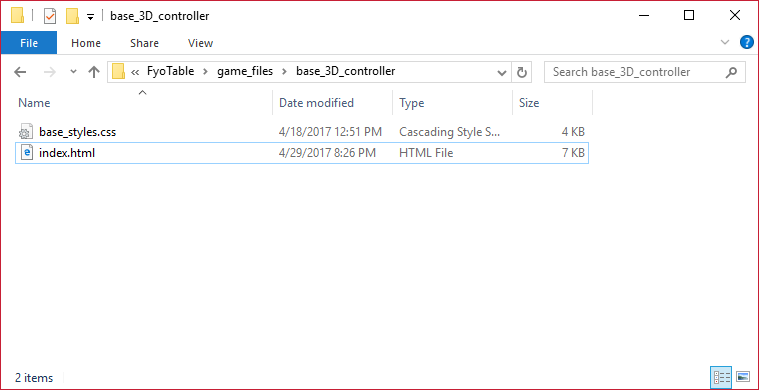 base_3D_controller
File Home Share View
« FyoTable > game_files > base_3D_controller Search base_3D_controller
Name Date modified Type Size
base_styles.css 4/18/2017 12:51 PM Cascading Style S... 4 KB
index.html 4/29/2017 8:26 PM HTML File 7 KB
2 items